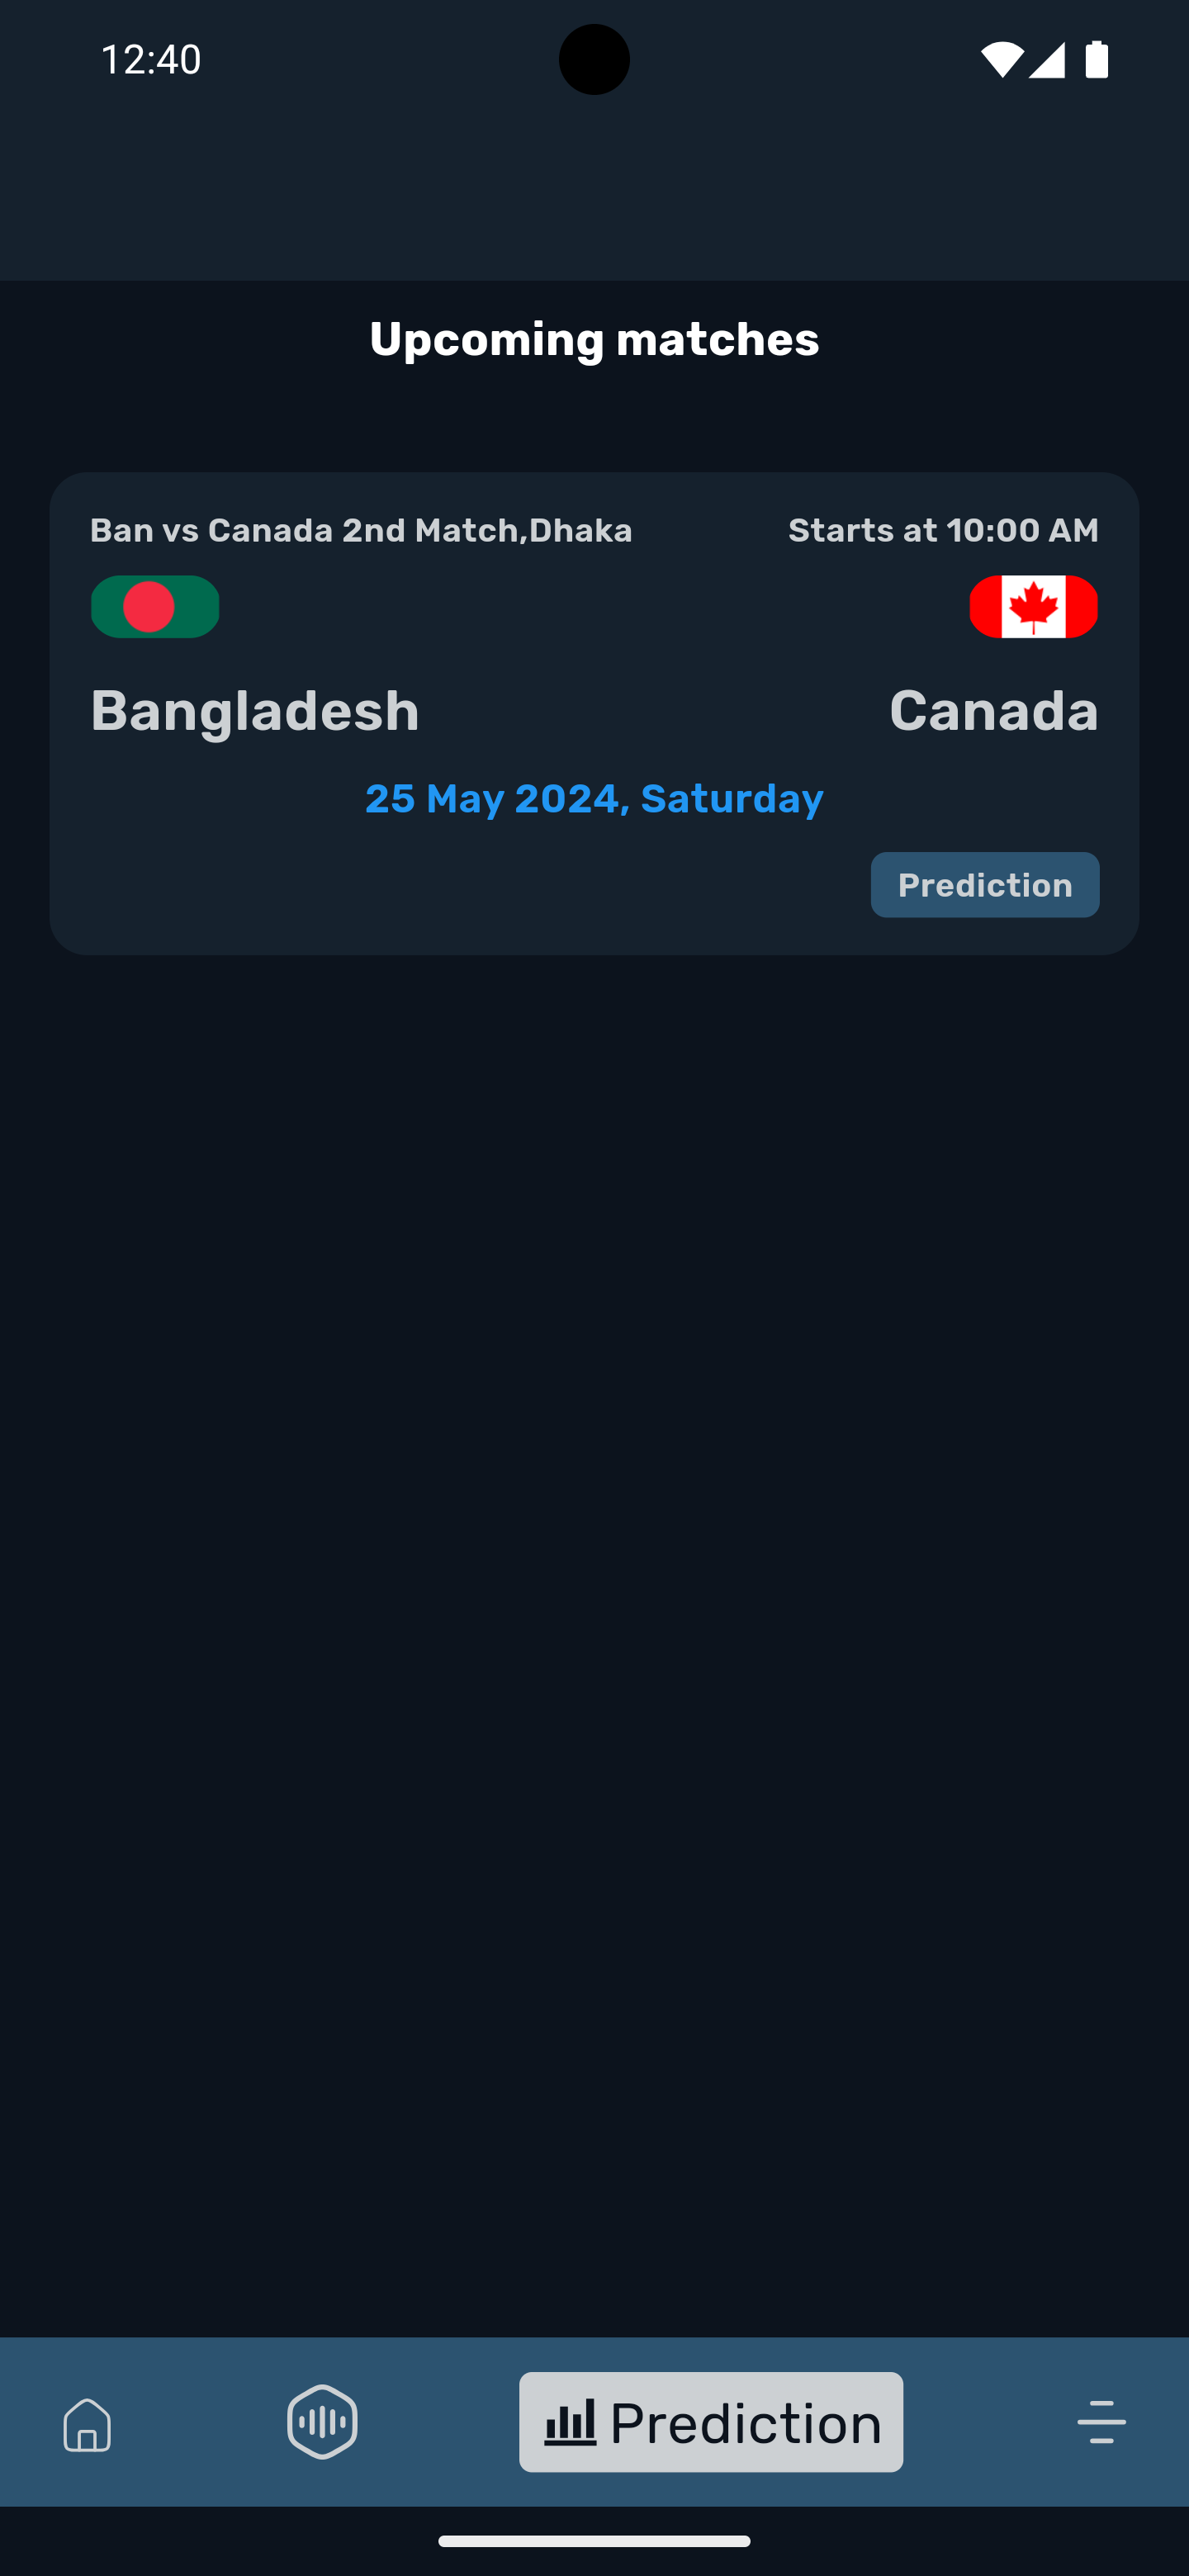 12:40
Upcoming matches
Ban vs Canada 2nd Match,Dhaka
Starts at 10:00 AM
Bangladesh
Canada
25 May 2024, Saturday
Prediction
Prediction